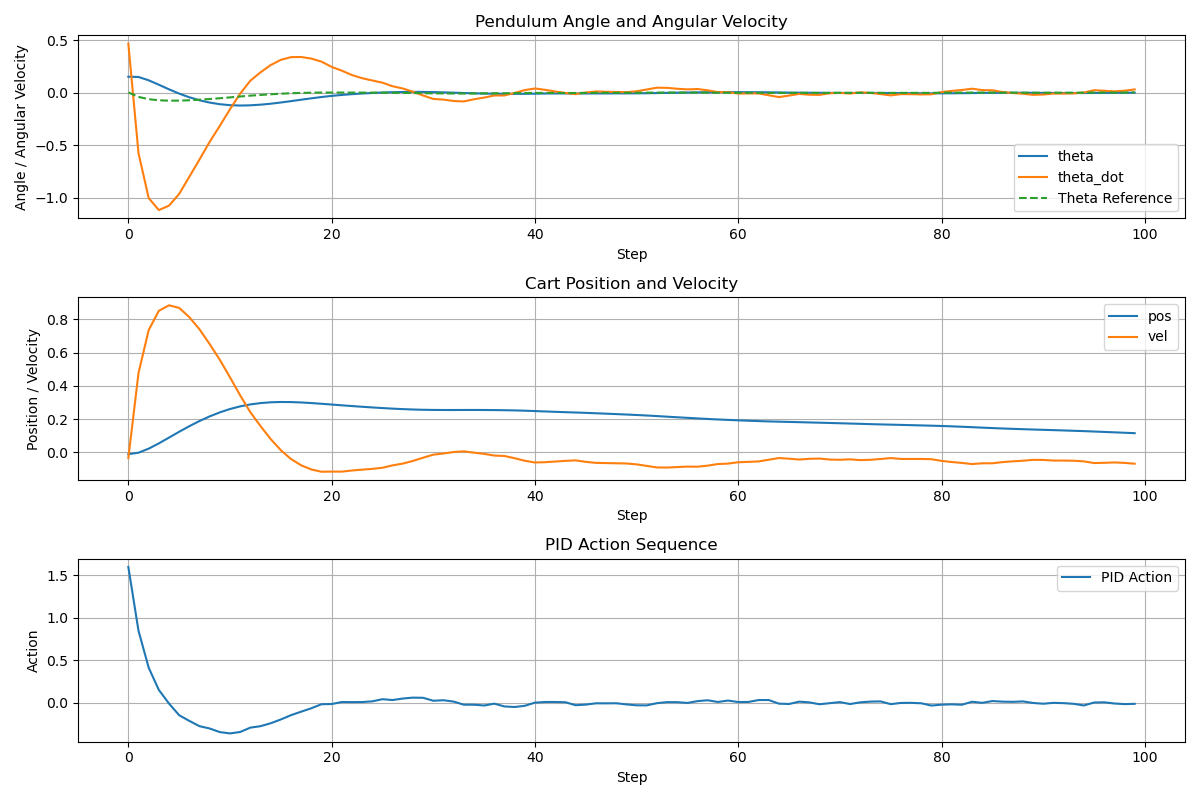 Pendulum Angle and Angular Velocity
Angle / Angular Velocity
0.5
0.0
−0.5
−1.0
theta
theta_dot
Theta Reference
0 20 40 60 80 100
Step
Cart Position and Velocity
Position / Velocity
0.8
0.6
0.4
0.2
0.0
pos
vel
0 20 40 60 80 100
Step
PID Action Sequence
Action
1.5
1.0
0.5
0.0
PID Action
0 20 40 60 80 100
Step